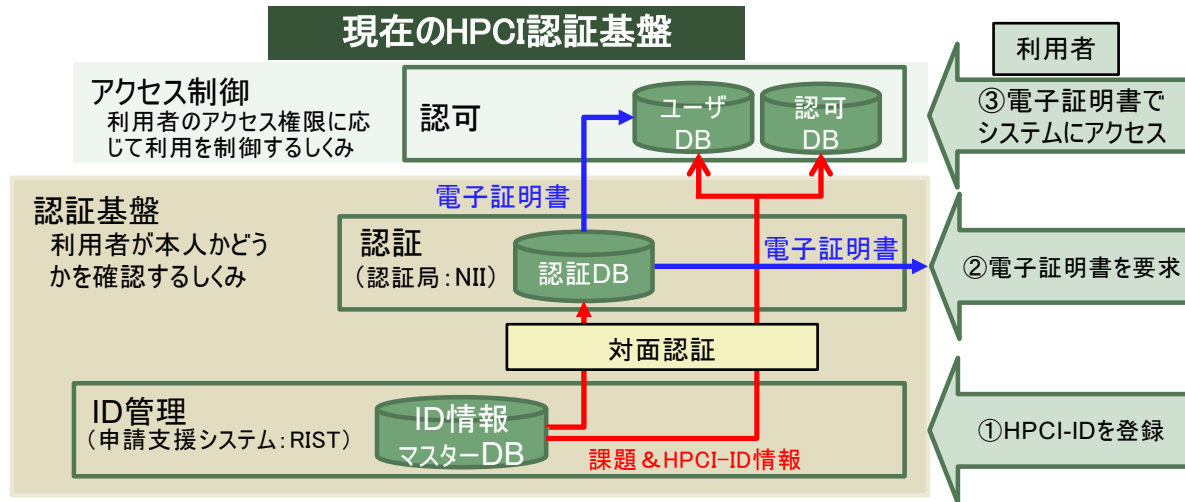 現在のHPCI認証基盤
利用者
アクセス制御
利用者のアクセス権限に応
じて利用を制御するしくみ
認可
ユーザ
DB
認可
DB
③電子証明書で
システムにアクセス
電子証明書
認証基盤
利用者が本人かどう
かを確認するしくみ
認証
（認証局：NII）
認証DB
電子証明書
②電子証明書を要求
対面認証
ID管理
（申請支援システム：RIST）
ID情報
マスターDB
課題＆HPCI-ID情報
①HPCI-IDを登録